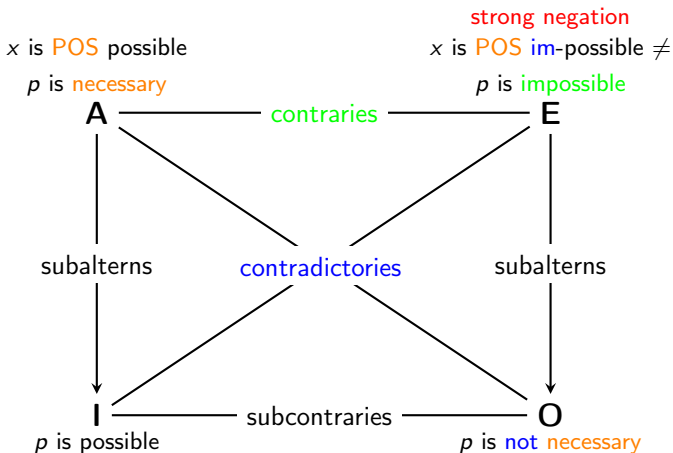 strong negation
x is POS possible
x is POS im-possible ≠
p is necessary
p is impossible
A
contraries
E
subalterns
contradictories
subalterns
I
subcontraries
O
p is possible
p is not necessary